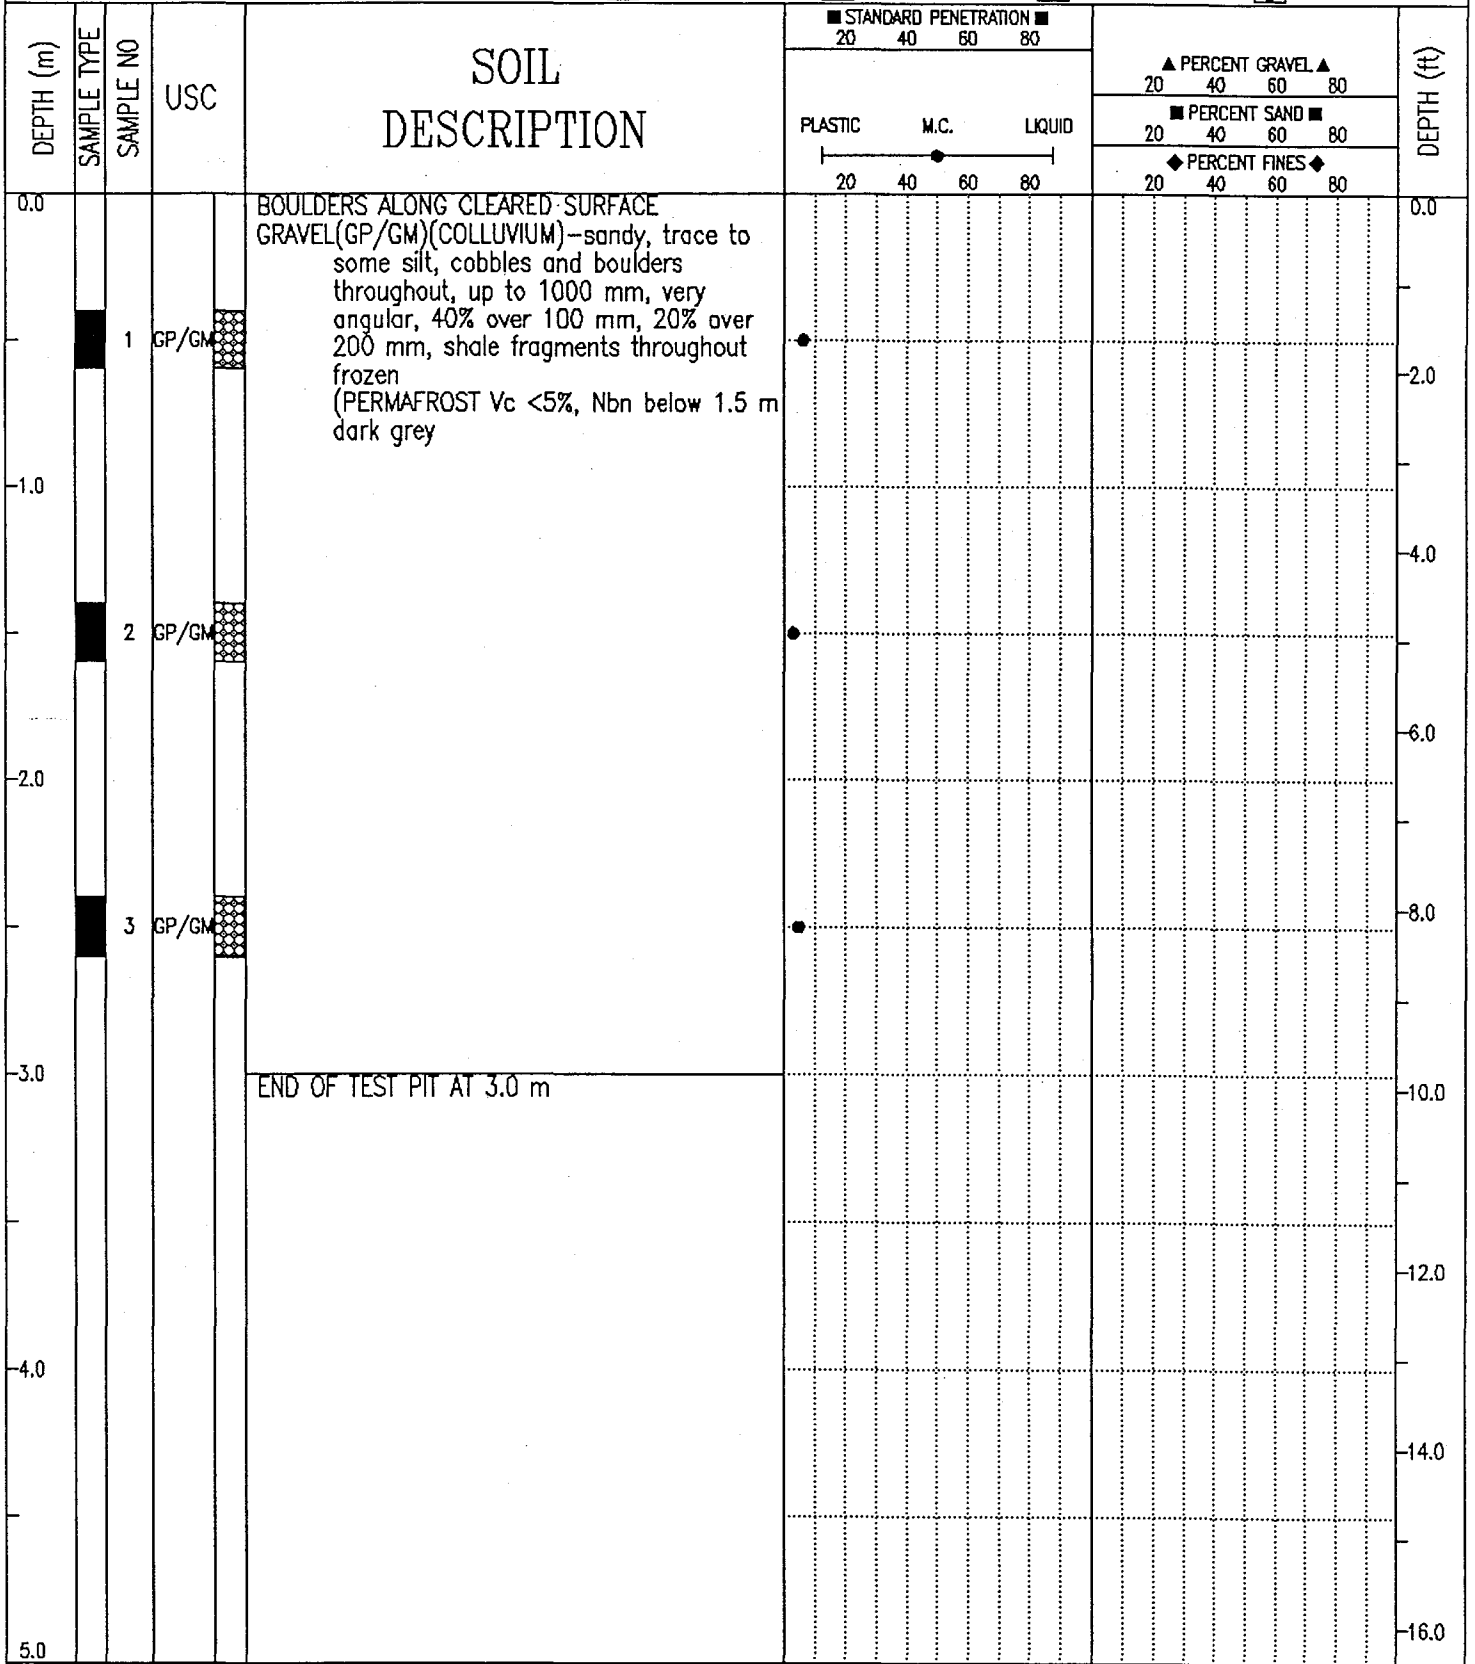 ■ STANDARD PENETRATION ■
20 40 60 80
DEPTH (m)
SAMPLE TYPE
SAMPLE NO
USC
SOIL
DESCRIPTION
PLASTIC M.C. LIQUID
20 40 60 80
▲ PERCENT GRAVEL ▲
20 40 60 80
■ PERCENT SAND ■
20 40 60 80
◆ PERCENT FINES ◆
20 40 60 80
DEPTH (ft)
0.0
BOULDERS ALONG CLEARED SURFACE
GRAVEL(GP/GM)(COLLUVIUM)-sandy, trace to
some silt, cobbles and boulders
throughout, up to 1000 mm, very
angular, 40% over 100 mm, 20% over
200 mm, shale fragments throughout
frozen
(PERMAFROST Vc <5%, Nbn below 1.5 m
dark grey
1 GP/GM
1.0
2 GP/GM
2.0
3 GP/GM
3.0
END OF TEST PIT AT 3.0 m
4.0
5.0
0.0
2.0
4.0
6.0
8.0
10.0
12.0
14.0
16.0